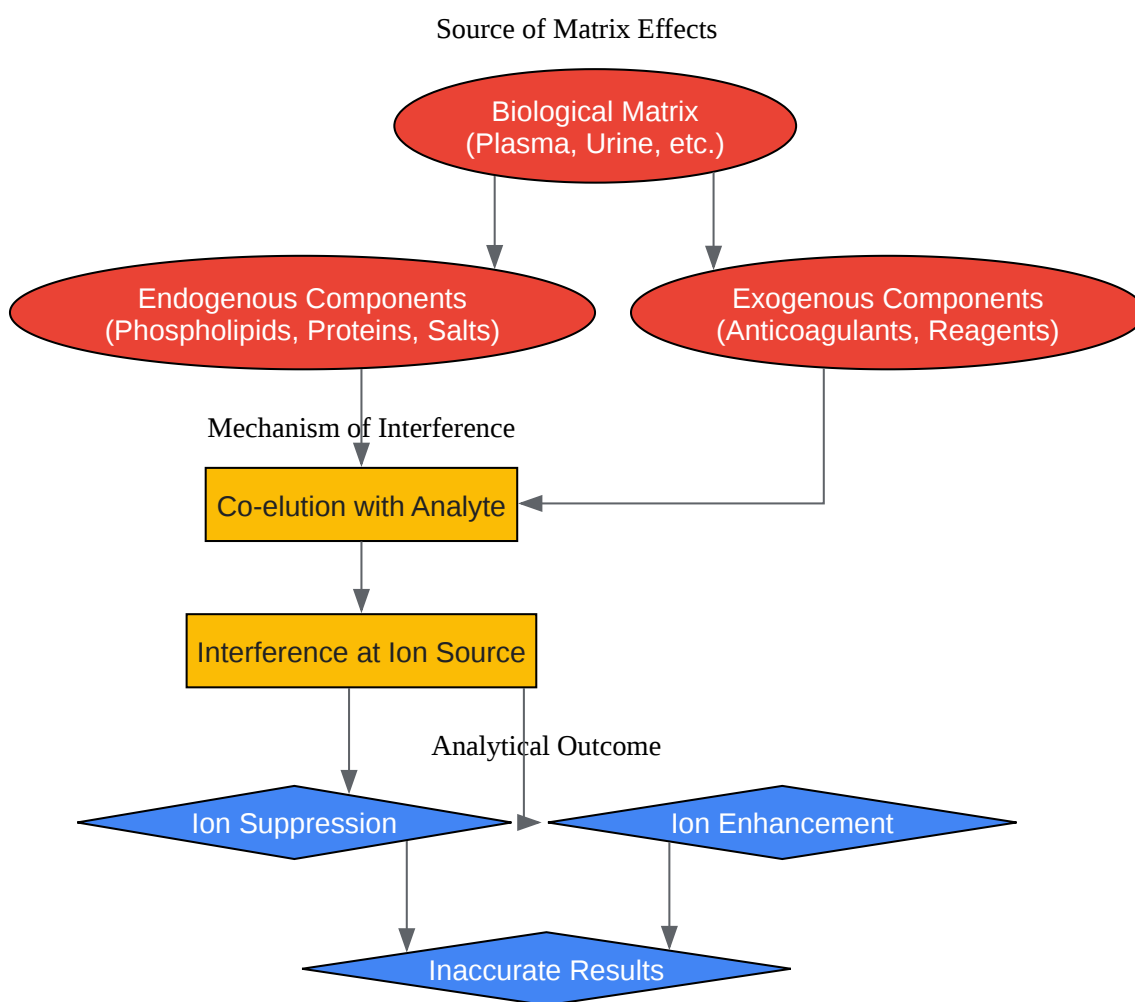 Source of Matrix Effects
Biological Matrix
(Plasma, Urine, etc.)
Endogenous Components
(Phospholipids, Proteins, Salts)
Exogenous Components
(Anticoagulants, Reagents)
Mechanism of Interference
Co-elution with Analyte
Interference at Ion Source
Analytical Outcome
Ion Suppression
Ion Enhancement
Inaccurate Results